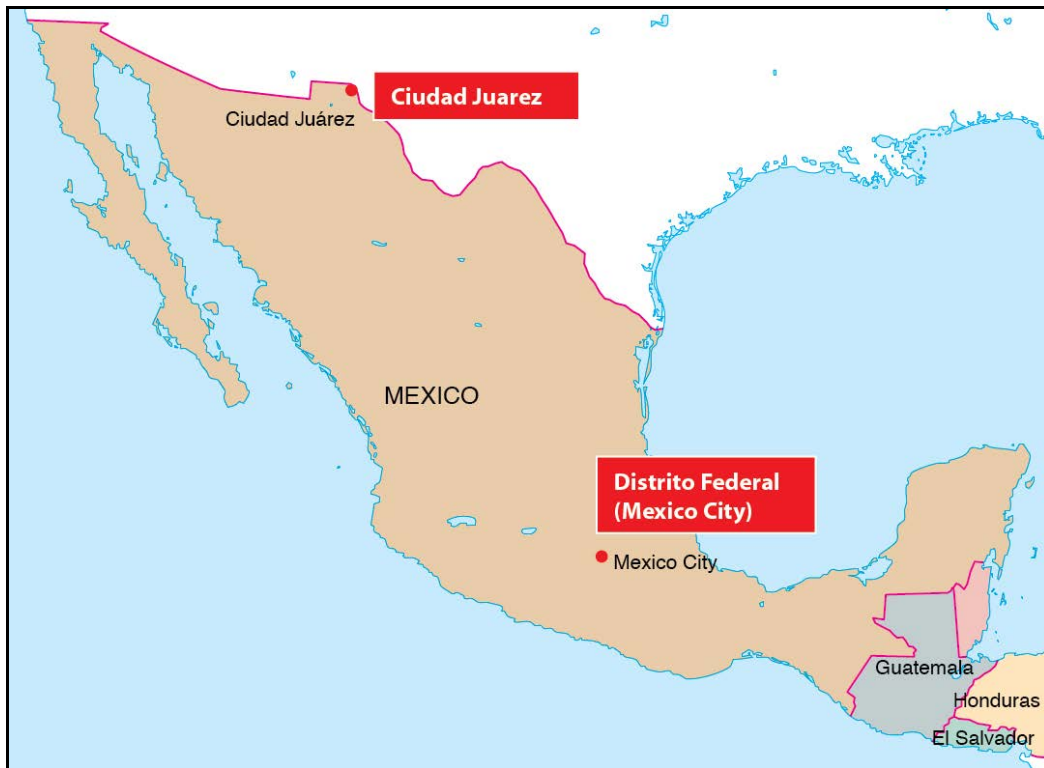 Ciudad Juarez
Ciudad Juárez
MEXICO
Distrito Federal
(Mexico City)
Mexico City
Guatemala
Honduras
El Salvador